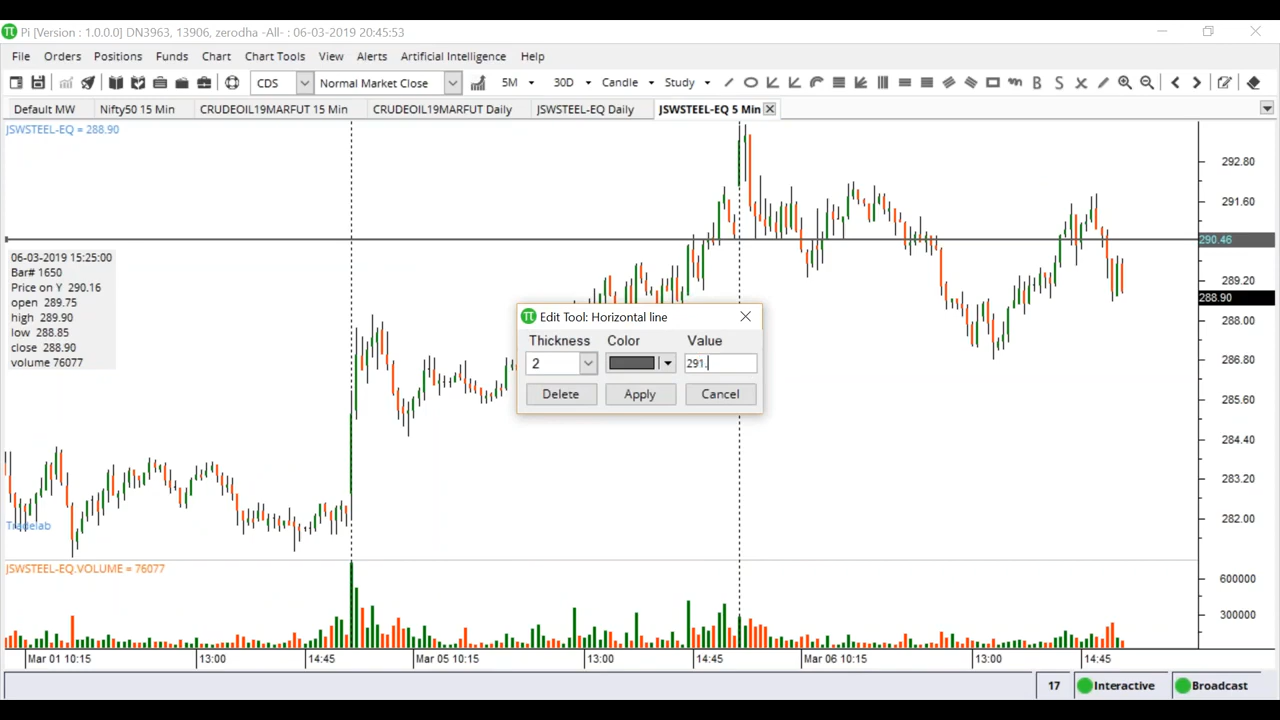 Pi [Version : 1.0.0.0] DN3963, 13906, zerodha -All- : 06-03-2019 20:45:53
File Orders Positions Funds Chart Chart Tools View Alerts Artificial Intelligence Help
CDS Normal Market Close 5M 30D Candle Study B S X
Default MW Nifty50 15 Min CRUDEOIL19MARFUT 15 Min CRUDEOIL19MARFUT Daily JSWSTEEL-EQ Daily JSWSTEEL-EQ 5 Min
JSWSTEEL-EQ = 288.90
292.80
291.60
290.46
289.20
288.90
288.00
286.80
285.60
284.40
283.20
282.00
06-03-2019 15:25:00
Bar# 1650
Price on Y 290.16
open 289.75
high 289.90
low 288.85
close 288.90
volume 76077
Edit Tool: Horizontal line
Thickness Color Value
2 291.
Delete Apply Cancel
Tradelab
JSWSTEEL-EQ.VOLUME = 76077
600000
300000
Mar 01 10:15 13:00 14:45 Mar 05 10:15 13:00 14:45 Mar 06 10:15 13:00 14:45
17 Interactive Broadcast